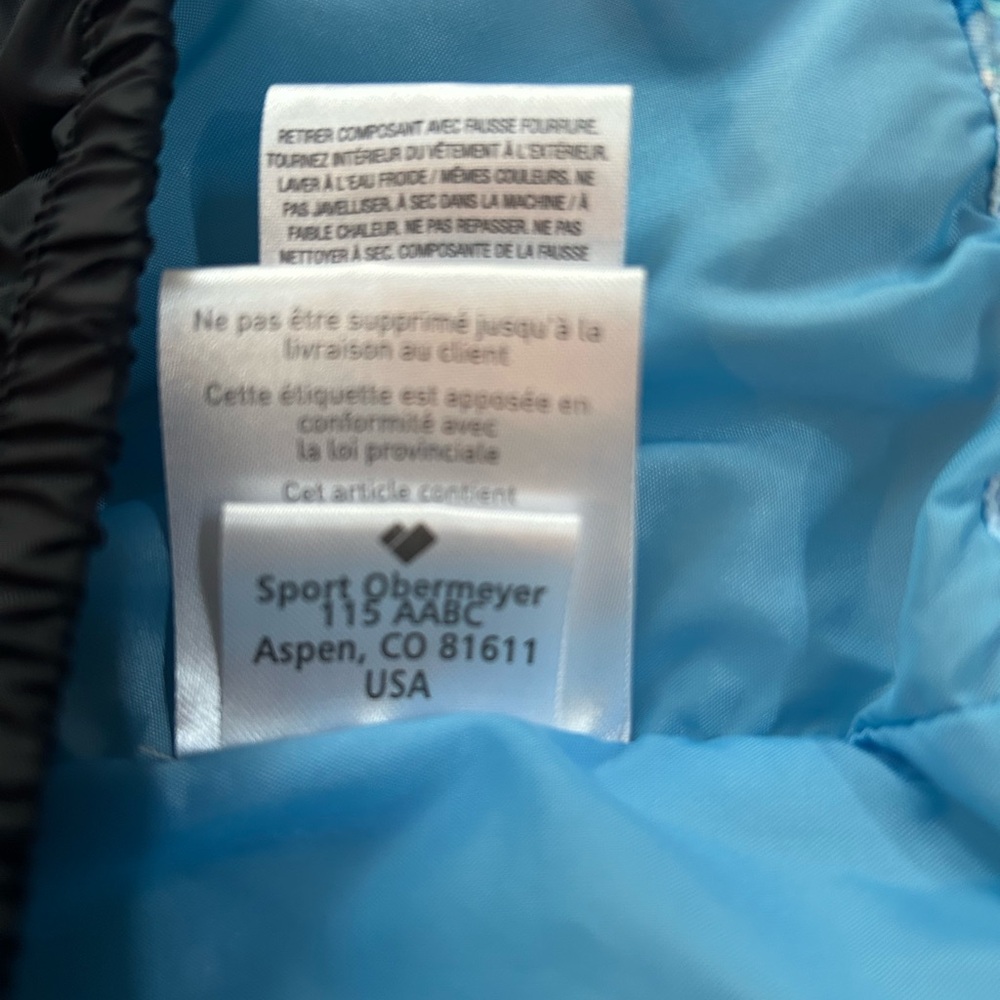 RETIRER COMPOSANT AVEC FAUSSE FOURRURE.
TOURNEZ INTÉRIEUR DU VÊTEMENT À L'EXTÉRIEUR.
LAVER À L'EAU FROIDE / MÊMES COULEURS. NE
PAS JAVELLISER. À SEC DANS LA MACHINE / À
FAIBLE CHALEUR. NE PAS REPASSER. NE PAS
NETTOYER À SEC. COMPOSANTE DE LA FAUSSE
Ne pas être supprimé jusqu'à la
livraison au client
Cette étiquette est apposée en
conformité avec
la loi provinciale
Cet article contient
Sport Obermeyer
115 AABC
Aspen, CO 81611
USA